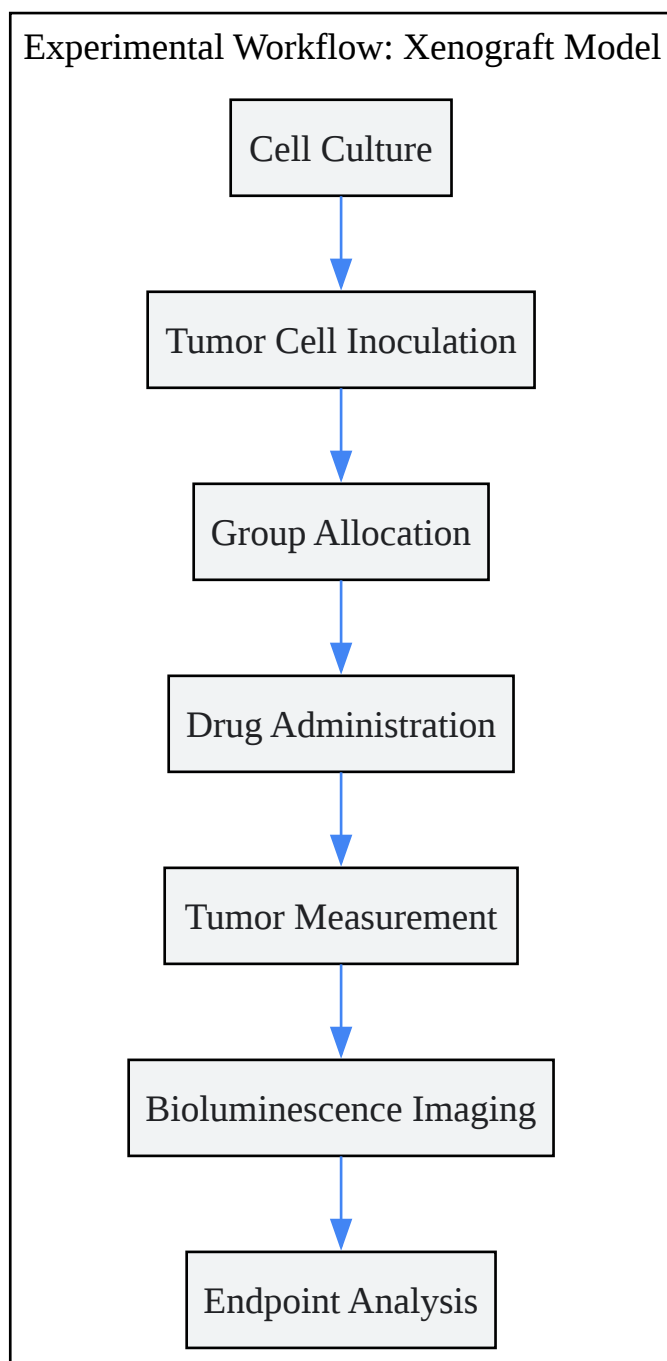 Experimental Workflow: Xenograft Model
Cell Culture
Tumor Cell Inoculation
Group Allocation
Drug Administration
Tumor Measurement
Bioluminescence Imaging
Endpoint Analysis